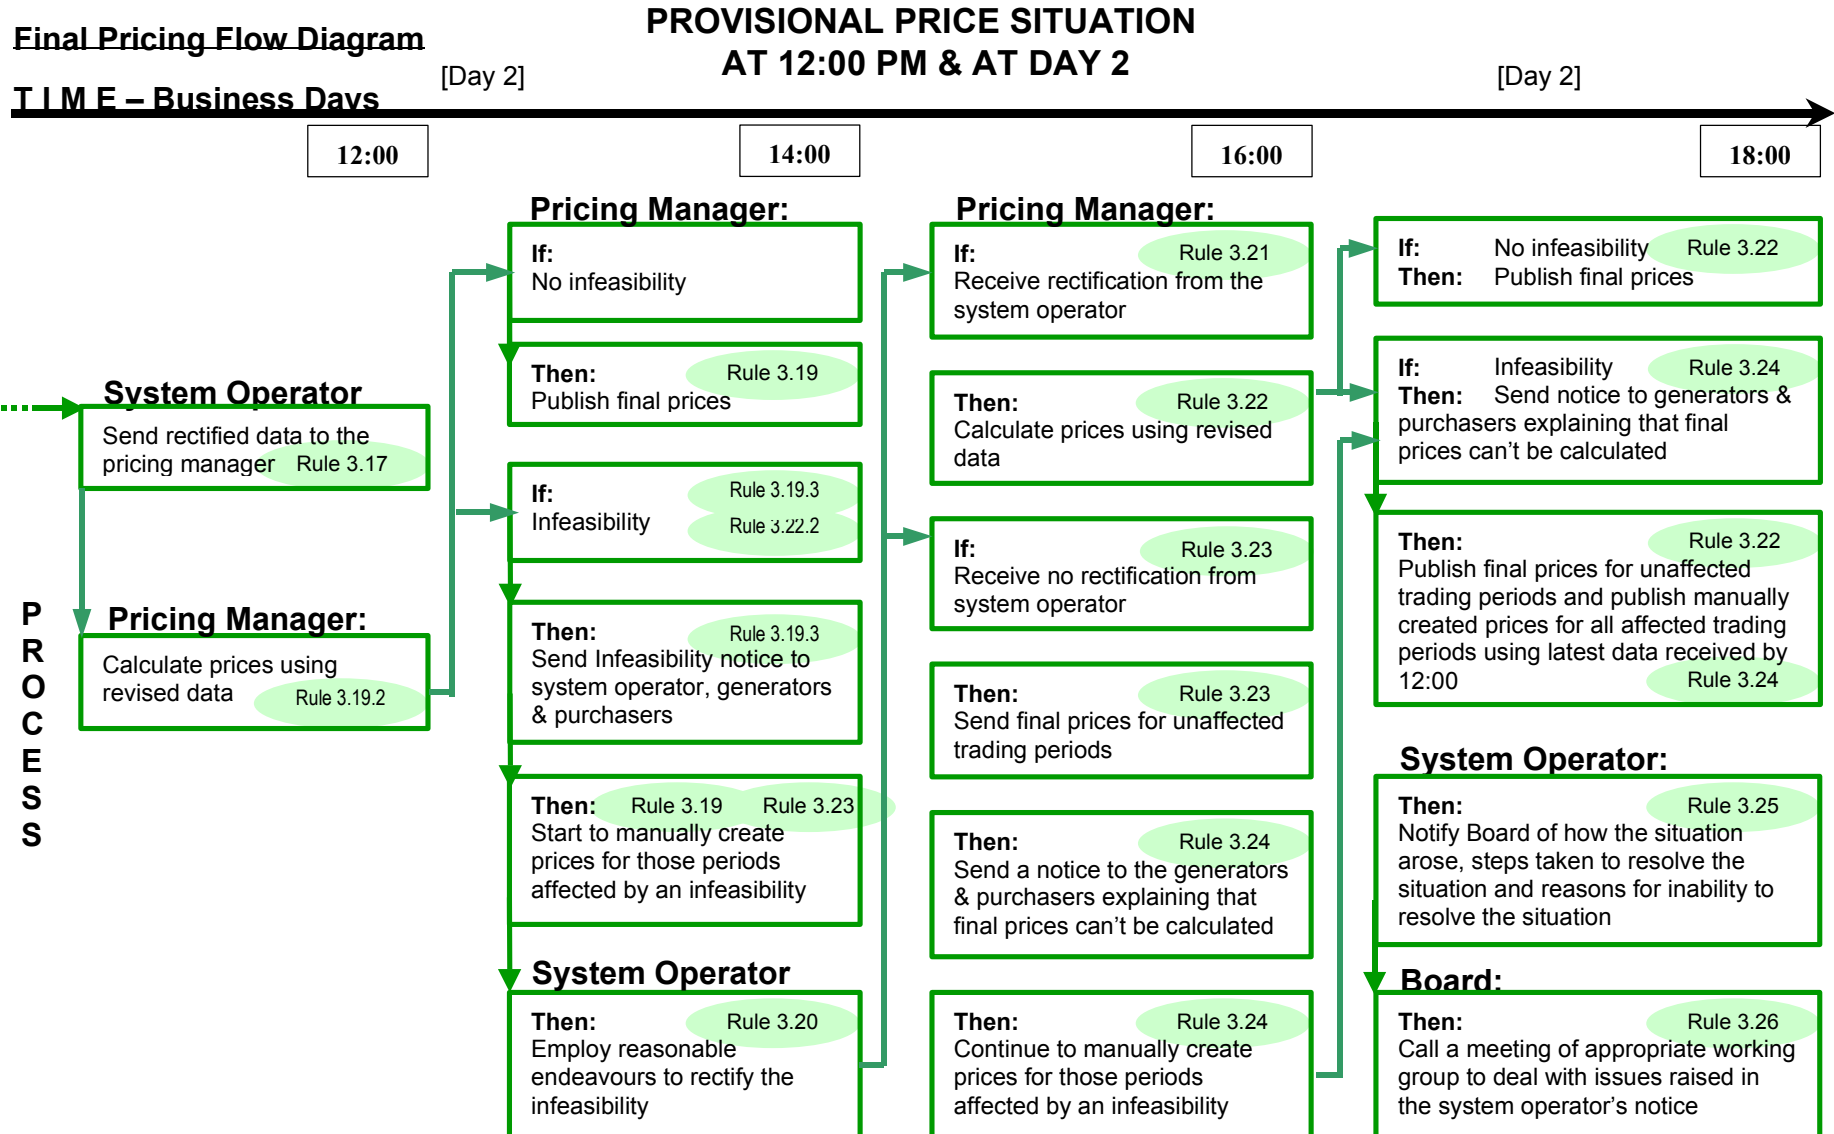 PROVISIONAL PRICE SITUATION
AT 12:00 PM & AT DAY 2
Final Pricing Flow Diagram
[Day 2]
[Day 2]
T I M E – Business Days
12:00
14:00
16:00
18:00
P
R
O
C
E
S
S
System Operator
Send rectified data to the
pricing manager Rule 3.17
Pricing Manager:
Calculate prices using
revised data Rule 3.19.2
Pricing Manager:
If:
No infeasibility
Then: Rule 3.19
Publish final prices
If: Rule 3.19.3
Infeasibility Rule 3.22.2
Then: Rule 3.19.3
Send Infeasibility notice to
system operator, generators
& purchasers
Then: Rule 3.19 Rule 3.23
Start to manually create
prices for those periods
affected by an infeasibility
System Operator
Then: Rule 3.20
Employ reasonable
endeavours to rectify the
infeasibility
Pricing Manager:
If: Rule 3.21
Receive rectification from the
system operator
Then: Rule 3.22
Calculate prices using revised
data
If: Rule 3.23
Receive no rectification from
system operator
Then: Rule 3.23
Send final prices for unaffected
trading periods
Then: Rule 3.24
Send a notice to the generators
& purchasers explaining that
final prices can’t be calculated
Then: Rule 3.24
Continue to manually create
prices for those periods
affected by an infeasibility
If: No infeasibility Rule 3.22
Then: Publish final prices
If: Infeasibility Rule 3.24
Then: Send notice to generators &
purchasers explaining that final
prices can’t be calculated
Then: Rule 3.22
Publish final prices for unaffected
trading periods and publish manually
created prices for all affected trading
periods using latest data received by
12:00 Rule 3.24
System Operator:
Then: Rule 3.25
Notify Board of how the situation
arose, steps taken to resolve the
situation and reasons for inability to
resolve the situation
Board:
Then: Rule 3.26
Call a meeting of appropriate working
group to deal with issues raised in
the system operator’s notice